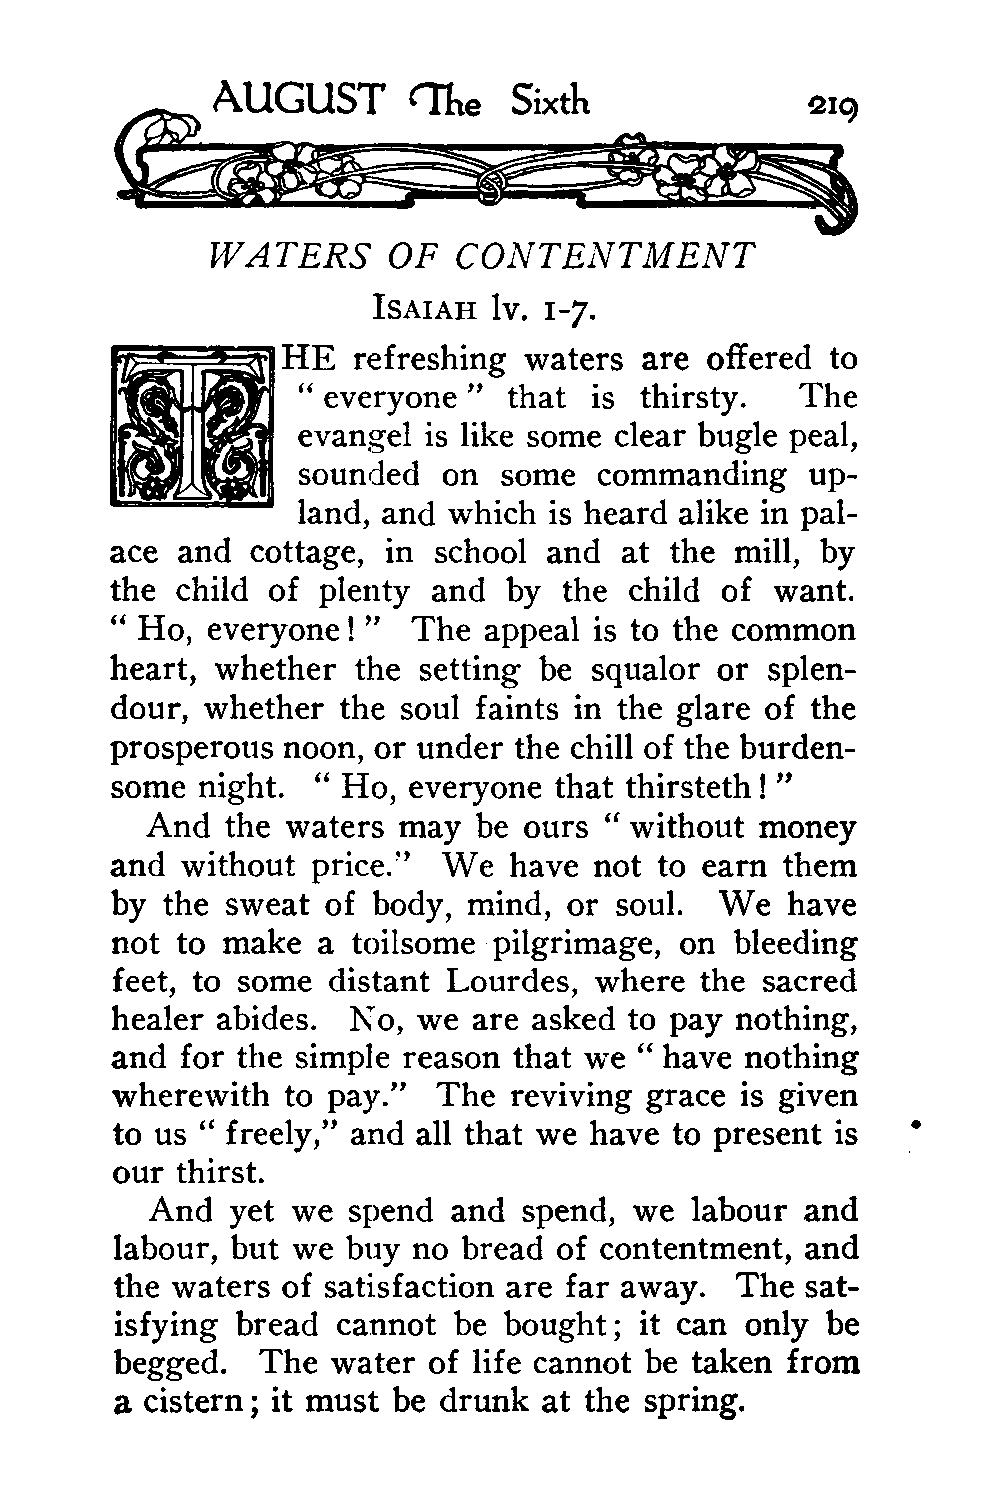 AUGUST The Sixth 219
WATERS OF CONTENTMENT
ISAIAH lv. 1-7.
THE refreshing waters are offered to
“ everyone ” that is thirsty. The
evangel is like some clear bugle peal,
sounded on some commanding up-
land, and which is heard alike in pal-
ace and cottage, in school and at the mill, by
the child of plenty and by the child of want.
“ Ho, everyone! ” The appeal is to the common
heart, whether the setting be squalor or splen-
dour, whether the soul faints in the glare of the
prosperous noon, or under the chill of the burden-
some night. “ Ho, everyone that thirsteth! ”
And the waters may be ours “ without money
and without price.” We have not to earn them
by the sweat of body, mind, or soul. We have
not to make a toilsome pilgrimage, on bleeding
feet, to some distant Lourdes, where the sacred
healer abides. No, we are asked to pay nothing,
and for the simple reason that we “ have nothing
wherewith to pay.” The reviving grace is given
to us “ freely,” and all that we have to present is
our thirst.
And yet we spend and spend, we labour and
labour, but we buy no bread of contentment, and
the waters of satisfaction are far away. The sat-
isfying bread cannot be bought; it can only be
begged. The water of life cannot be taken from
a cistern; it must be drunk at the spring.